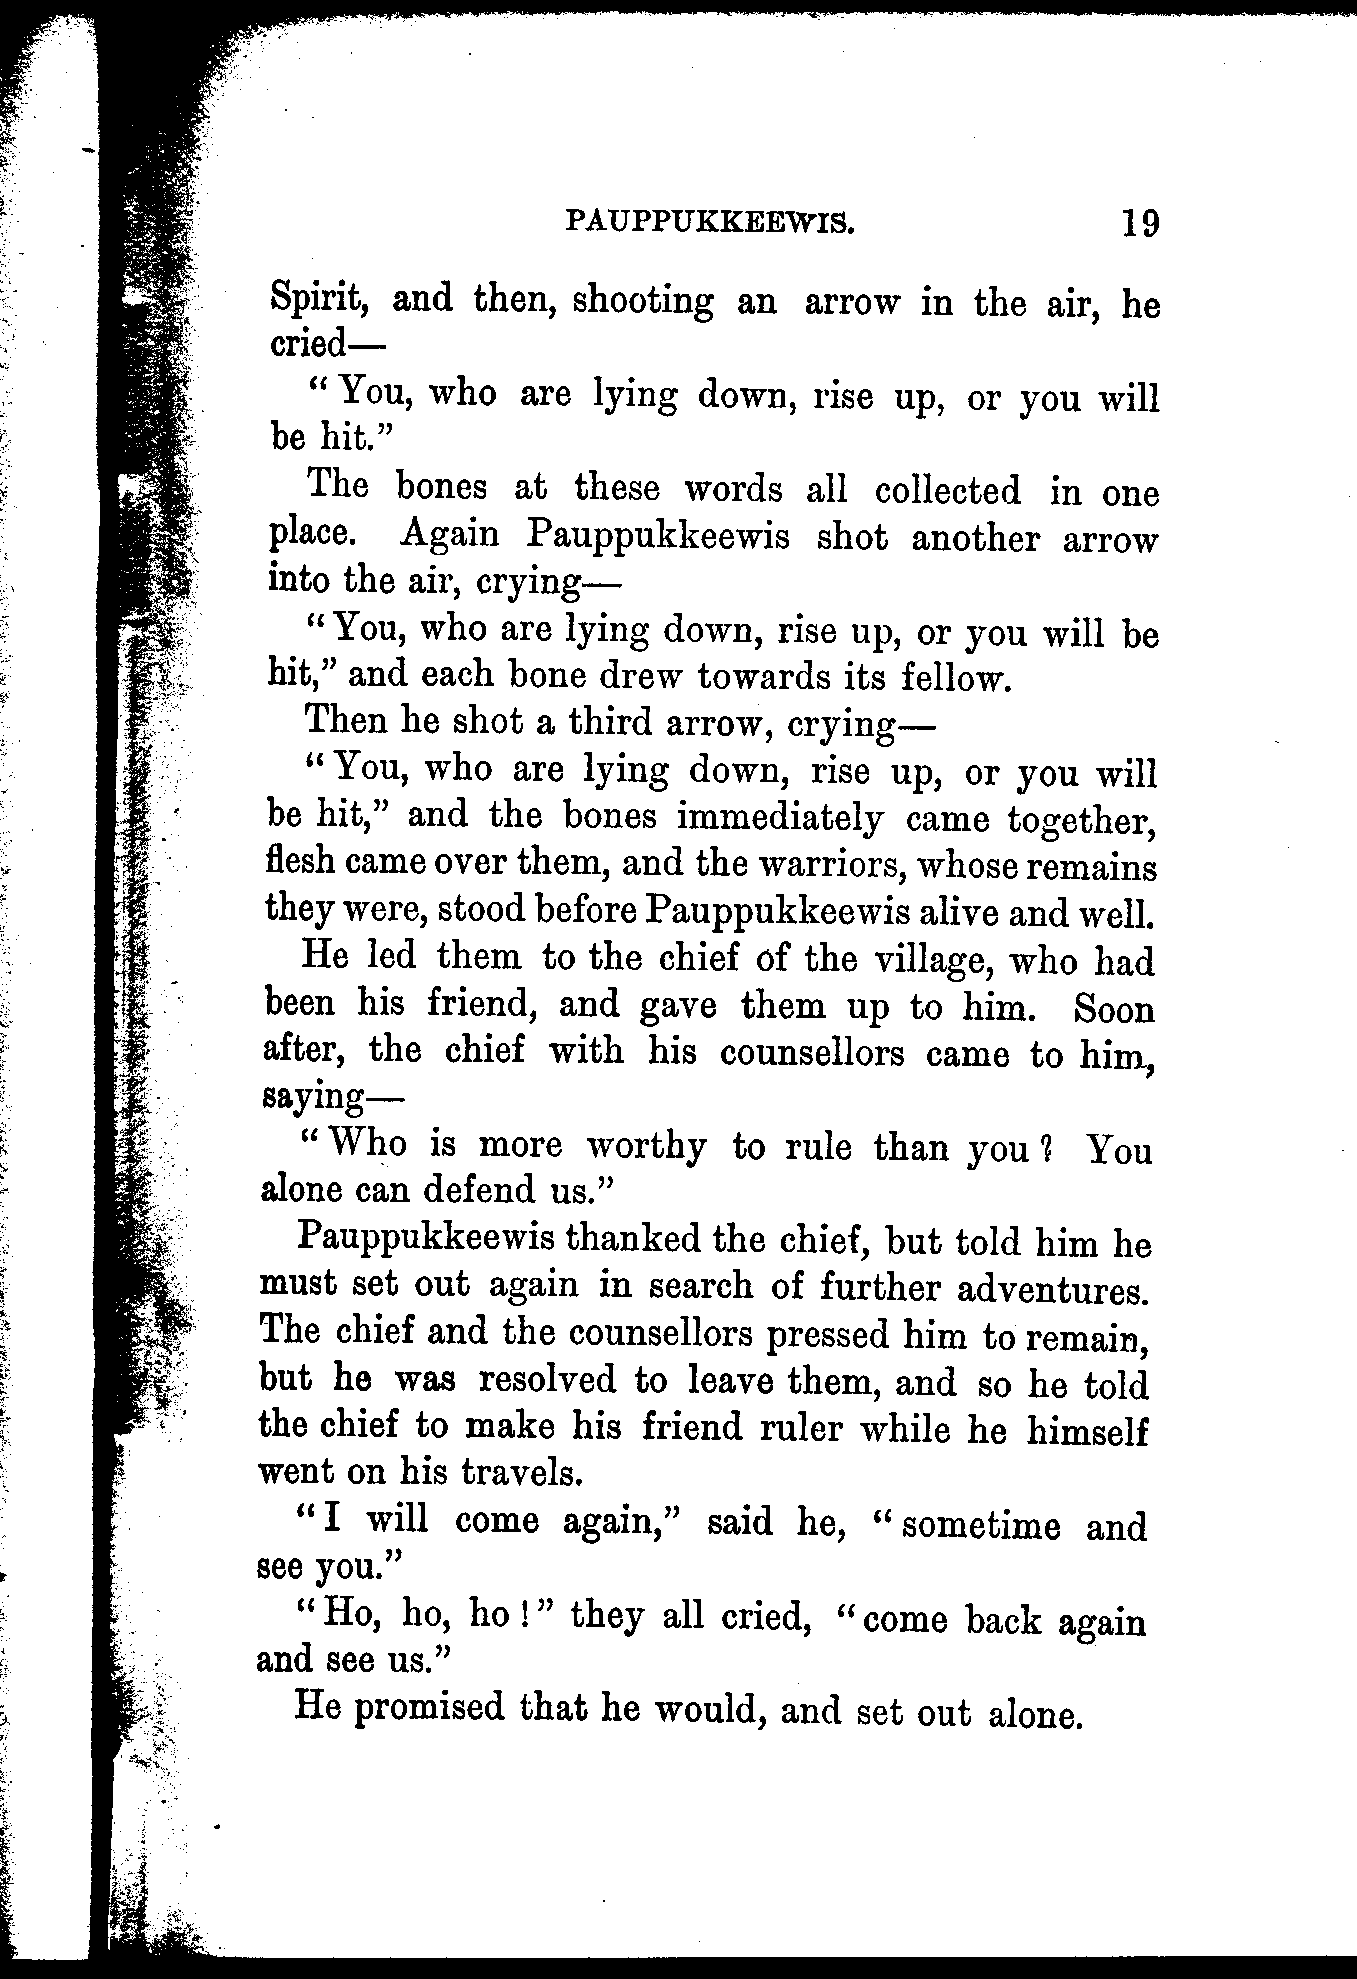 PAUPPUKKEEWIS. 19
Spirit, and then, shooting an arrow in the air, he
cried—
“ You, who are lying down, rise up, or you will
be hit.”
The bones at these words all collected in one
place. Again Pauppukkeewis shot another arrow
into the air, crying—
“ You, who are lying down, rise up, or you will be
hit,” and each bone drew towards its fellow.
Then he shot a third arrow, crying—
“ You, who are lying down, rise up, or you will
be hit,” and the bones immediately came together,
flesh came over them, and the warriors, whose remains
they were, stood before Pauppukkeewis alive and well.
He led them to the chief of the village, who had
been his friend, and gave them up to him. Soon
after, the chief with his counsellors came to him,
saying—
“ Who is more worthy to rule than you ? You
alone can defend us.”
Pauppukkeewis thanked the chief, but told him he
must set out again in search of further adventures.
The chief and the counsellors pressed him to remain,
but he was resolved to leave them, and so he told
the chief to make his friend ruler while he himself
went on his travels.
“ I will come again,” said he, “ sometime and
see you.”
“ Ho, ho, ho ! ” they all cried, “ come back again
and see us.”
He promised that he would, and set out alone.